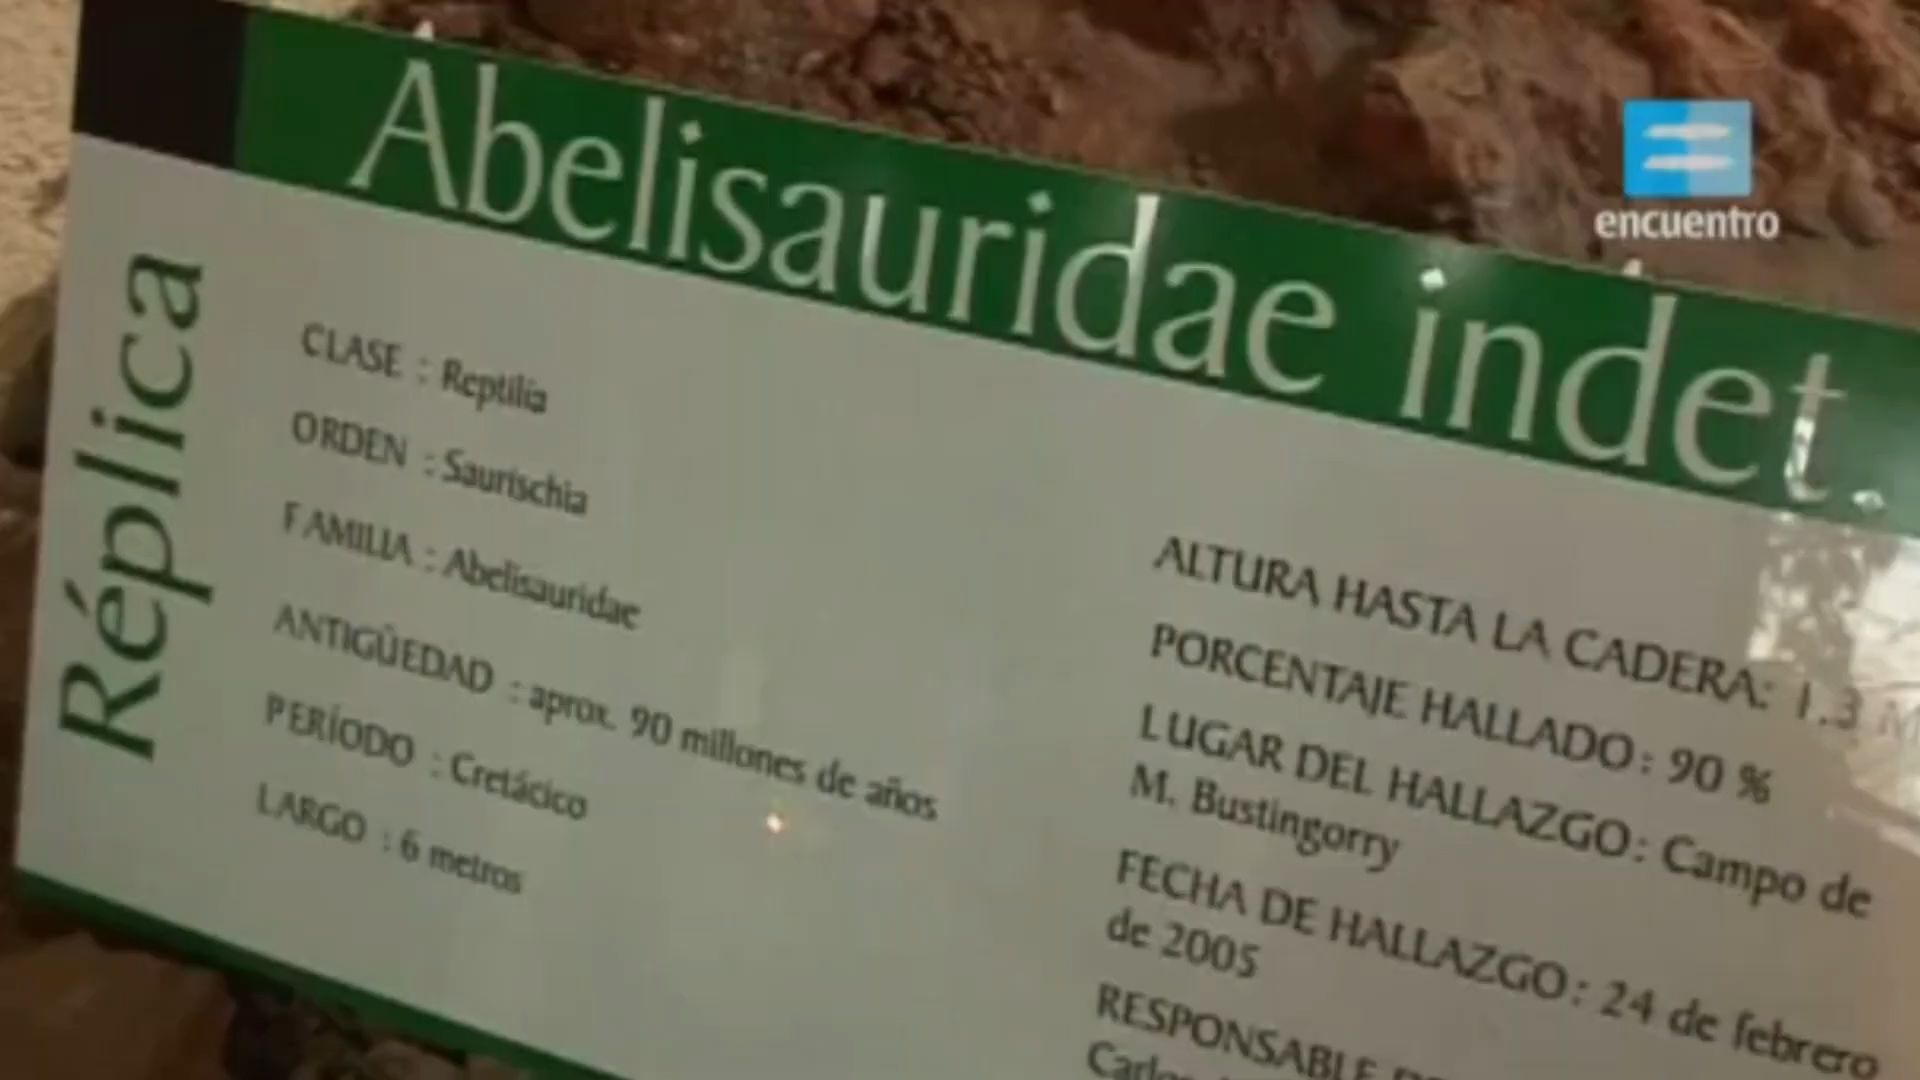 Abelisauridae indet.
encuentro
Réplica
CLASE : Reptilia
ORDEN : Saurischia
FAMILIA : Abelisauridae
ANTIGÜEDAD : aprox. 90 millones de años
PERÍODO : Cretácico
LARGO : 6 metros
ALTURA HASTA LA CADERA: 1.3
PORCENTAJE HALLADO: 90 %
LUGAR DEL HALLAZGO: Campo de
M. Bustingorry
FECHA DE HALLAZGO: 24 de febrero
de 2005
RESPONSABLE